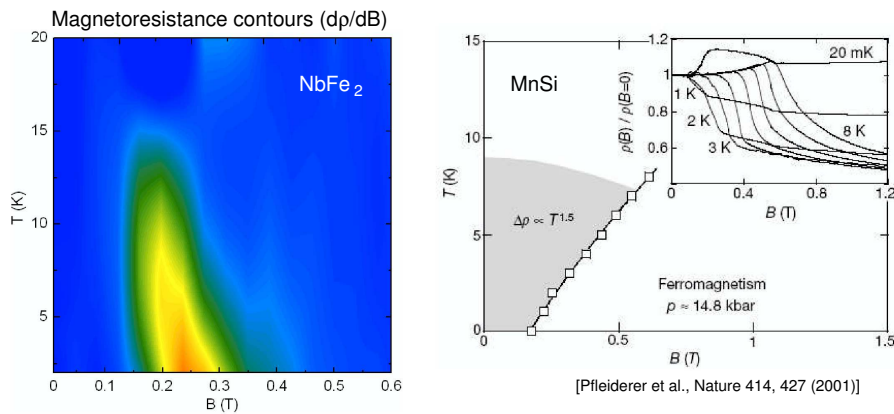 Magnetoresistance contours (dρ/dB)
20
15
10
5
T (K)
NbFe2
0 0.1 0.2 0.3 0.4 0.5 0.6
B (T)
15
10
5
0
T (K)
MnSi
Δρ ∝ T1.5
Ferromagnetism
p ≈ 14.8 kbar
0 0.5 1 1.5
B (T)
1.2
1
0.8
0.6
ρ(B) / ρ(B=0)
20 mK
1 K
2 K
3 K
8 K
0 0.4 0.8 1.2
B (T)
[Pfleiderer et al., Nature 414, 427 (2001)]